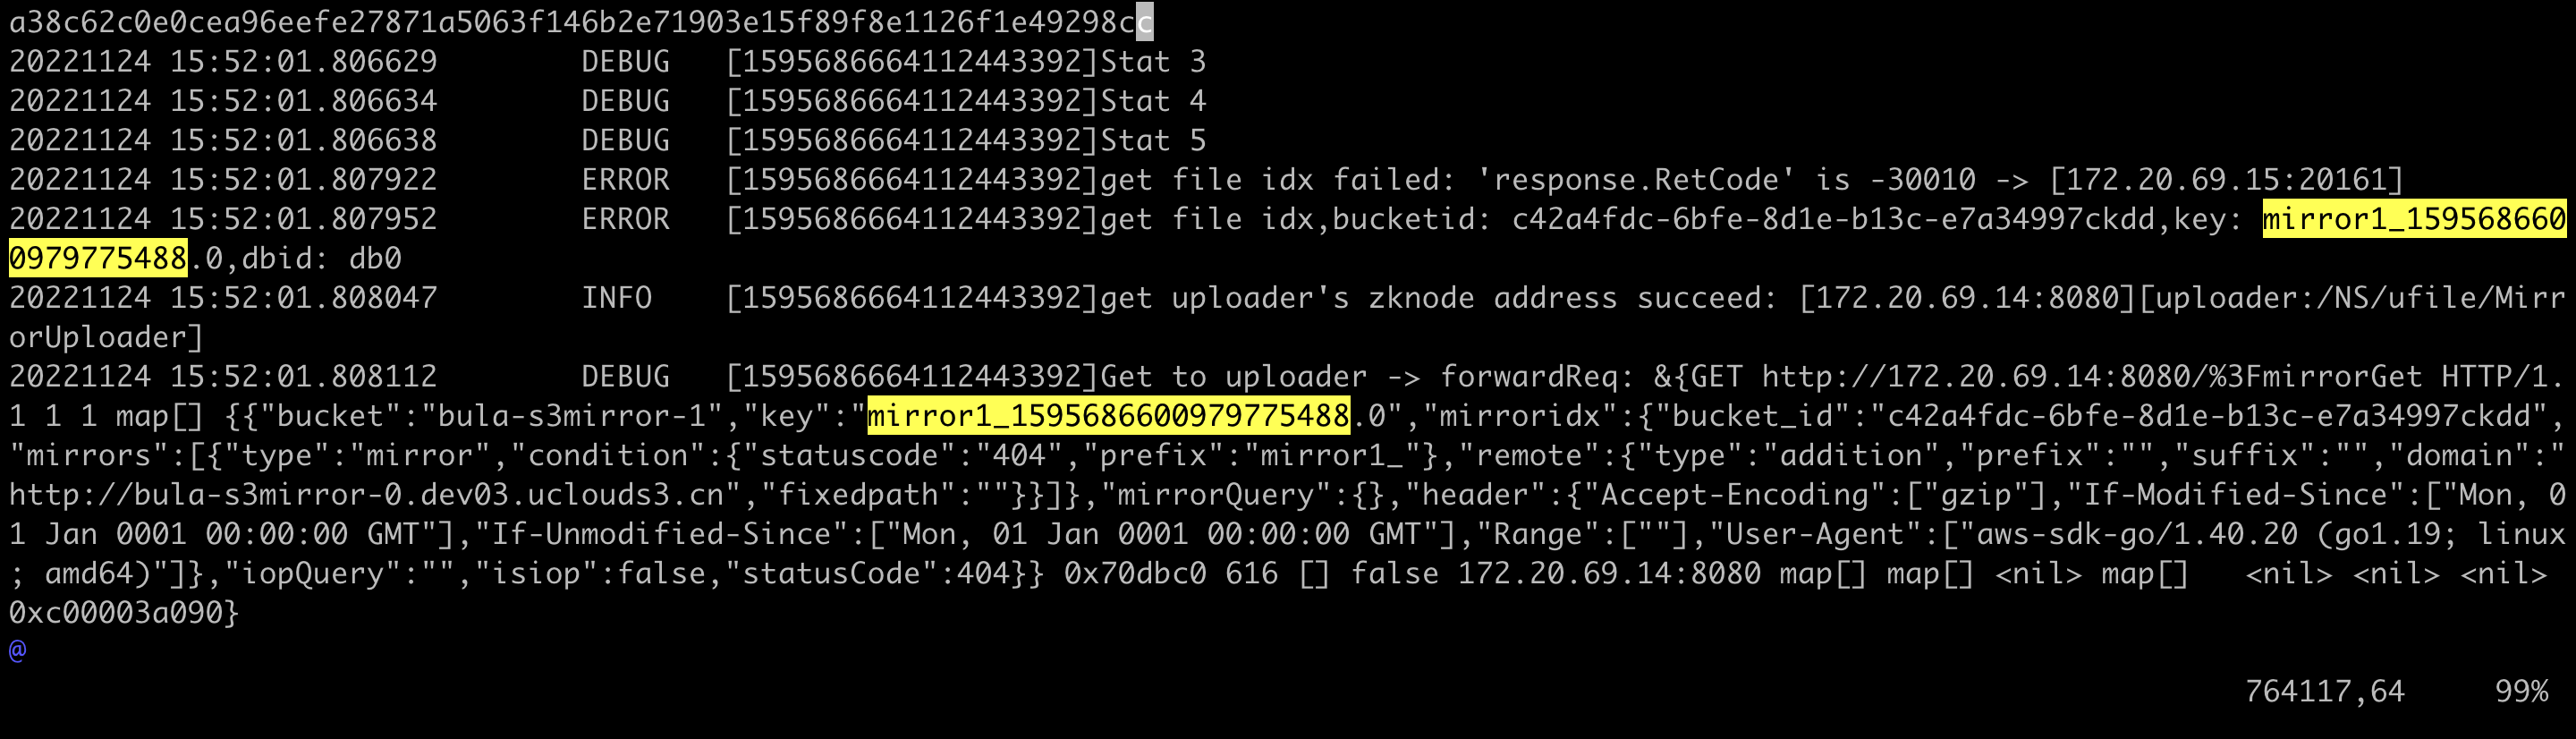 a38c62c0e0cea96eefe27871a5063f146b2e71903e15f89f8e1126f1e49298cc
20221124 15:52:01.806629        DEBUG   [1595686664112443392]Stat 3
20221124 15:52:01.806634        DEBUG   [1595686664112443392]Stat 4
20221124 15:52:01.806638        DEBUG   [1595686664112443392]Stat 5
20221124 15:52:01.807922        ERROR   [1595686664112443392]get file idx failed: 'response.RetCode' is -30010 -> [172.20.69.15:20161]
20221124 15:52:01.807952        ERROR   [1595686664112443392]get file idx,bucketid: c42a4fdc-6bfe-8d1e-b13c-e7a34997ckdd,key: mirror1_159568660
0979775488.0,dbid: db0
20221124 15:52:01.808047        INFO    [1595686664112443392]get uploader's zknode address succeed: [172.20.69.14:8080][uploader:/NS/ufile/Mirr
orUploader]
20221124 15:52:01.808112        DEBUG   [1595686664112443392]Get to uploader -> forwardReq: &{GET http://172.20.69.14:8080/%3FmirrorGet HTTP/1.
1 1 1 map[] {{"bucket":"bula-s3mirror-1","key":"mirror1_1595686600979775488.0","mirroridx":{"bucket_id":"c42a4fdc-6bfe-8d1e-b13c-e7a34997ckdd",
"mirrors":[{"type":"mirror","condition":{"statuscode":"404","prefix":"mirror1_"},"remote":{"type":"addition","prefix":"","suffix":"","domain":"
http://bula-s3mirror-0.dev03.uclouds3.cn","fixedpath":""}}]},"mirrorQuery":{},"header":{"Accept-Encoding":["gzip"],"If-Modified-Since":["Mon, 0
1 Jan 0001 00:00:00 GMT"],"If-Unmodified-Since":["Mon, 01 Jan 0001 00:00:00 GMT"],"Range":[""],"User-Agent":["aws-sdk-go/1.40.20 (go1.19; linux
; amd64)"]},"iopQuery":"","isiop":false,"statusCode":404}} 0x70dbc0 616 [] false 172.20.69.14:8080 map[] map[] <nil> map[]   <nil> <nil> <nil>
0xc00003a090}
@
764117,64     99%